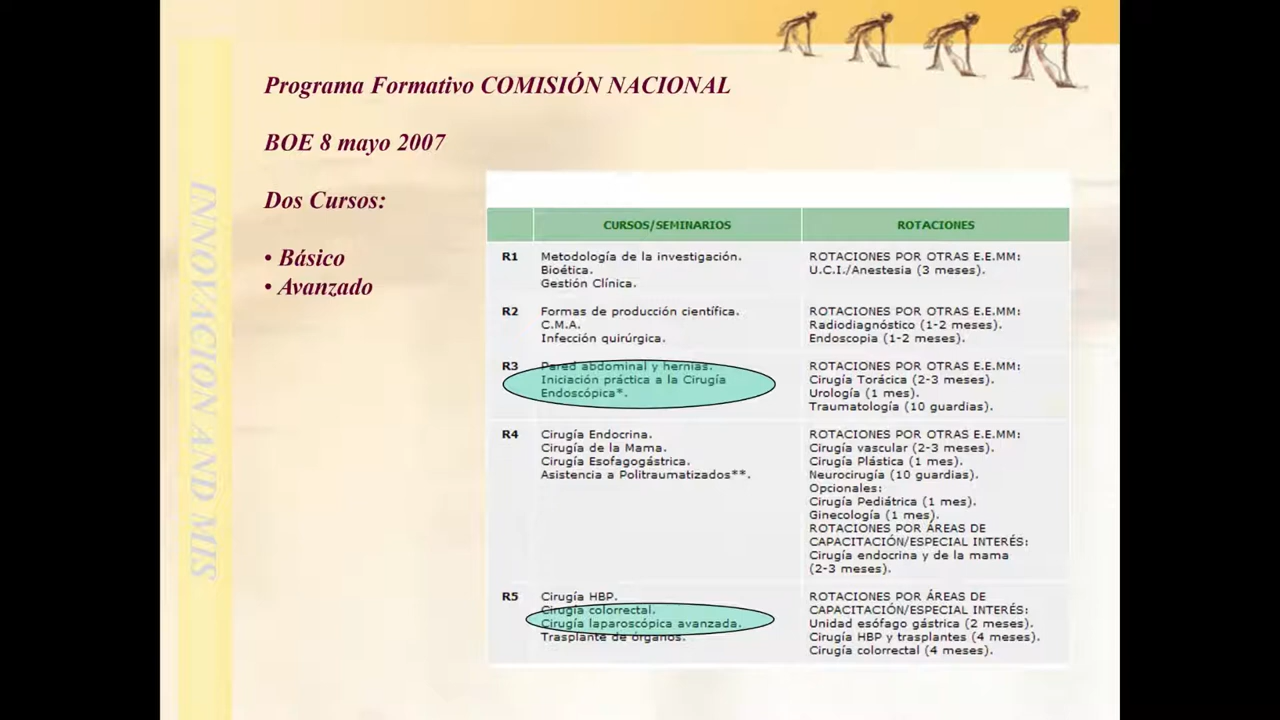 Programa Formativo COMISIÓN NACIONAL
BOE 8 mayo 2007
Dos Cursos:
• Básico
• Avanzado
INNOVACION AND MIS
CURSOS/SEMINARIOS
ROTACIONES
R1
Metodología de la investigación.
Bioética.
Gestión Clínica.
ROTACIONES POR OTRAS E.E.MM:
U.C.I./Anestesia (3 meses).
R2
Formas de producción científica.
C.M.A.
Infección quirúrgica.
ROTACIONES POR OTRAS E.E.MM:
Radiodiagnóstico (1-2 meses).
Endoscopia (1-2 meses).
R3
Pared abdominal y hernias.
Iniciación práctica a la Cirugía
Endoscópica*.
ROTACIONES POR OTRAS E.E.MM:
Cirugía Torácica (2-3 meses).
Urología (1 mes).
Traumatología (10 guardias).
R4
Cirugía Endocrina.
Cirugía de la Mama.
Cirugía Esofagogástrica.
Asistencia a Politraumatizados**.
ROTACIONES POR OTRAS E.E.MM:
Cirugía vascular (2-3 meses).
Cirugía Plástica (1 mes).
Neurocirugía (10 guardias).
Opcionales:
Cirugía Pediátrica (1 mes).
Ginecología (1 mes).
ROTACIONES POR ÁREAS DE
CAPACITACIÓN/ESPECIAL INTERÉS:
Cirugía endocrina y de la mama
(2-3 meses).
R5
Cirugía HBP.
Cirugía colorrectal.
Cirugía laparoscópica avanzada.
Trasplante de órganos.
ROTACIONES POR ÁREAS DE
CAPACITACIÓN/ESPECIAL INTERÉS:
Unidad esófago gástrica (2 meses).
Cirugía HBP y trasplantes (4 meses).
Cirugía colorrectal (4 meses).